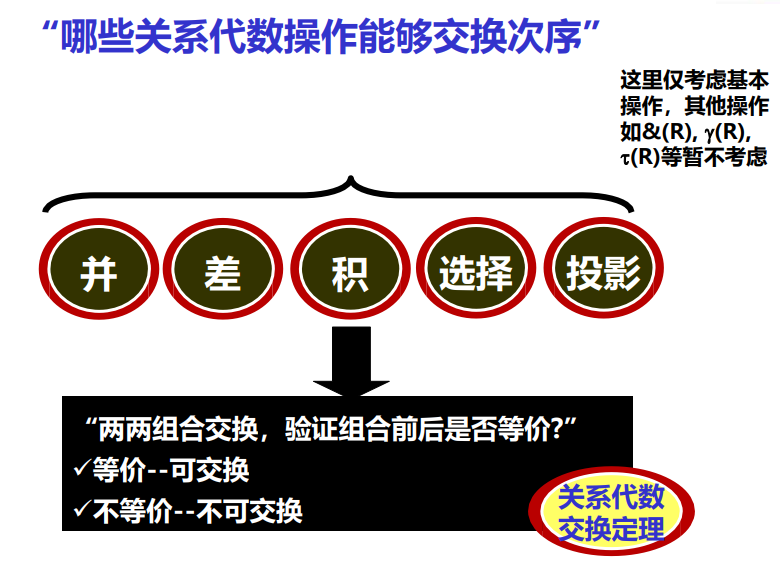 “哪些关系代数操作能够交换次序”
这里仅考虑基本
操作，其他操作
如&(R), γ(R),
τ(R)等暂不考虑
并
差
积
选择
投影
“两两组合交换，验证组合前后是否等价?”
✓等价--可交换
✓不等价--不可交换
关系代数
交换定理